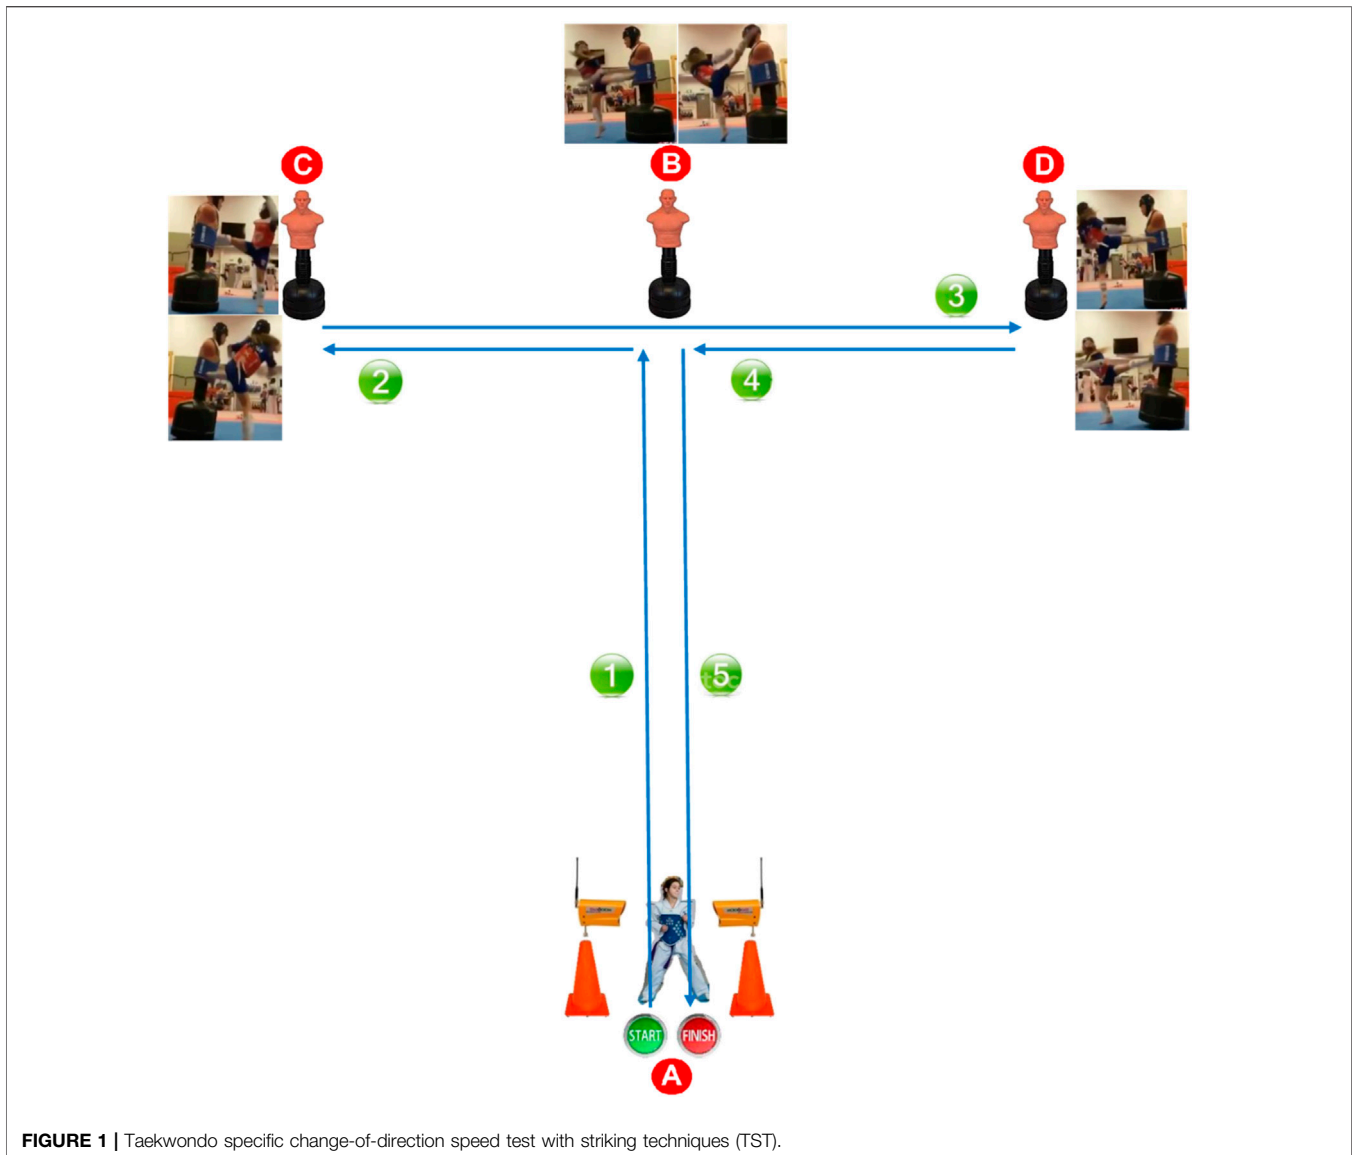 C
B
D
3
2
4
1
5
START
FINISH
A
FIGURE 1 | Taekwondo specific change-of-direction speed test with striking techniques (TST).